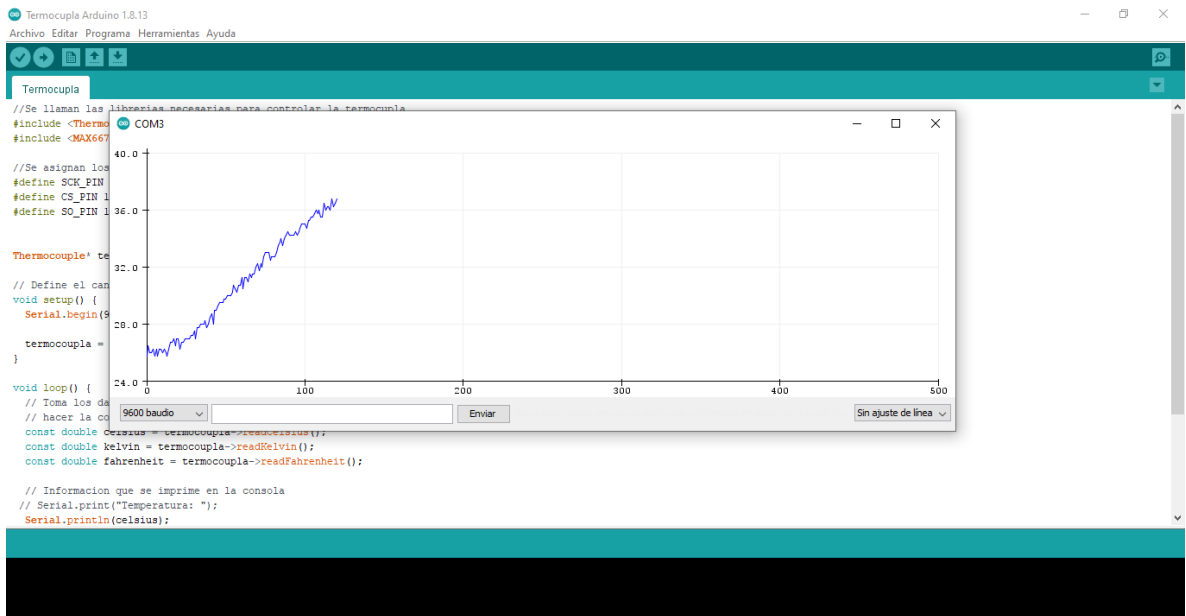 Termocupla Arduino 1.8.13
Archivo Editar Programa Herramientas Ayuda
Termocupla
//Se llaman las librerias necesarias para controlar la termocupla
#include <Thermo
#include <MAX667
//Se asignan los
#define SCK_PIN
#define CS_PIN 1
#define SO_PIN 1
Thermocouple* te
// Define el can
void setup() {
Serial.begin(9
termocupla =
}
void loop() {
// Toma los da
// hacer la co
const double celsius = termocupla->readCelsius();
const double kelvin = termocupla->readKelvin();
const double fahrenheit = termocupla->readFahrenheit();
// Informacion que se imprime en la consola
// Serial.print("Temperatura: ");
Serial.println(celsius);
COM3
40.0
36.0
32.0
28.0
24.0
0 100 200 300 400 500
9600 baudio
Enviar
Sin ajuste de línea